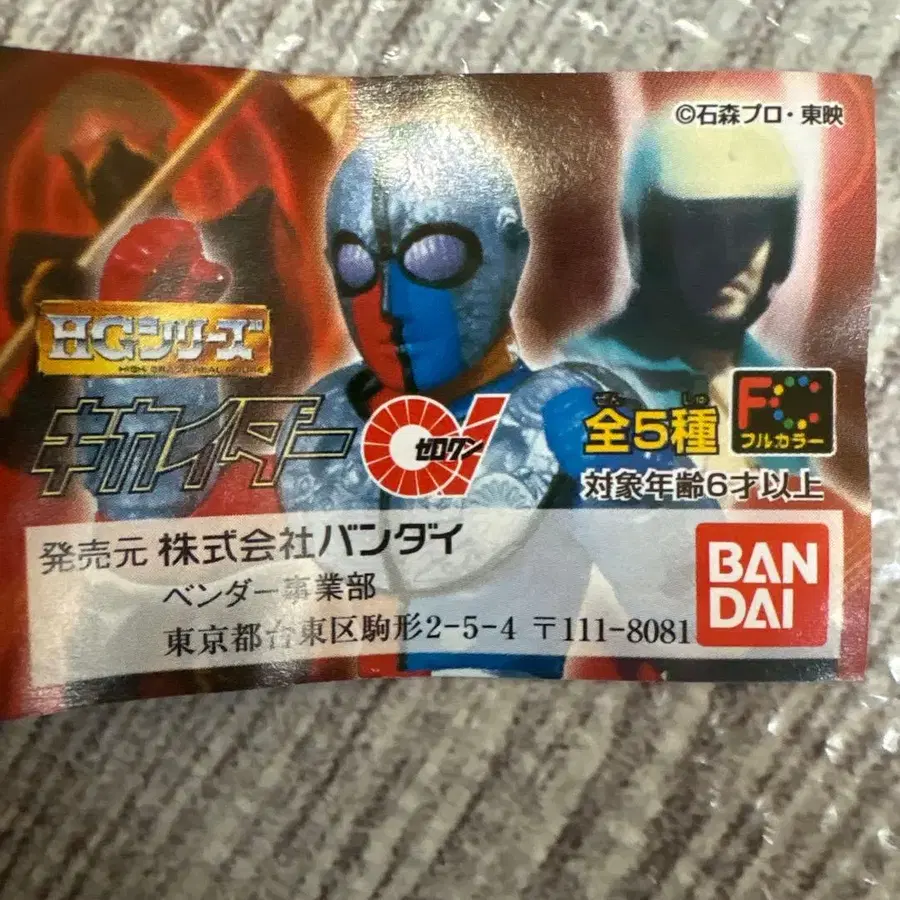 ©石森プロ・東映
HGシリーズ
HIGH GRADE REAL FIGURE
キカイダー01
ゼロワン
ぜん しゅ
全5種
FC
フルカラー
対象年齢6才以上
発売元 株式会社バンダイ
ベンダー事業部
東京都台東区駒形2-5-4 〒111-8081
BAN
DAI